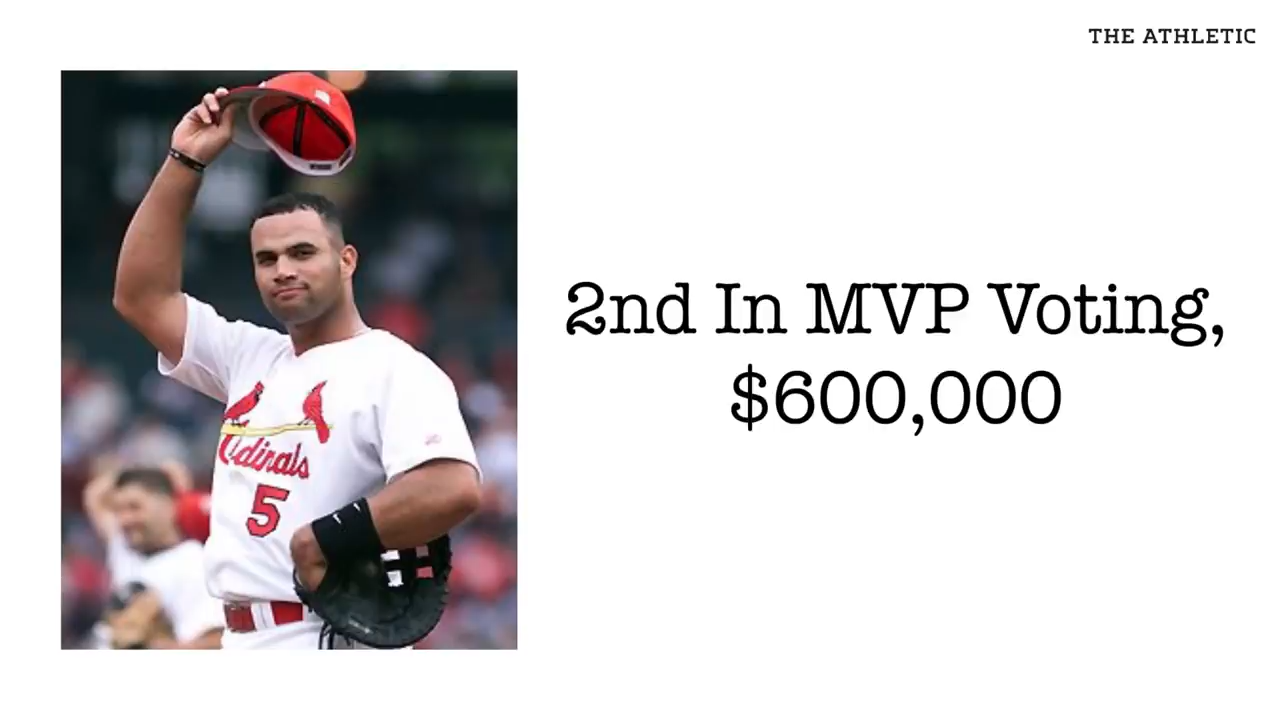 THE ATHLETIC
2nd In MVP Voting,
$600,000
Cardinals
5